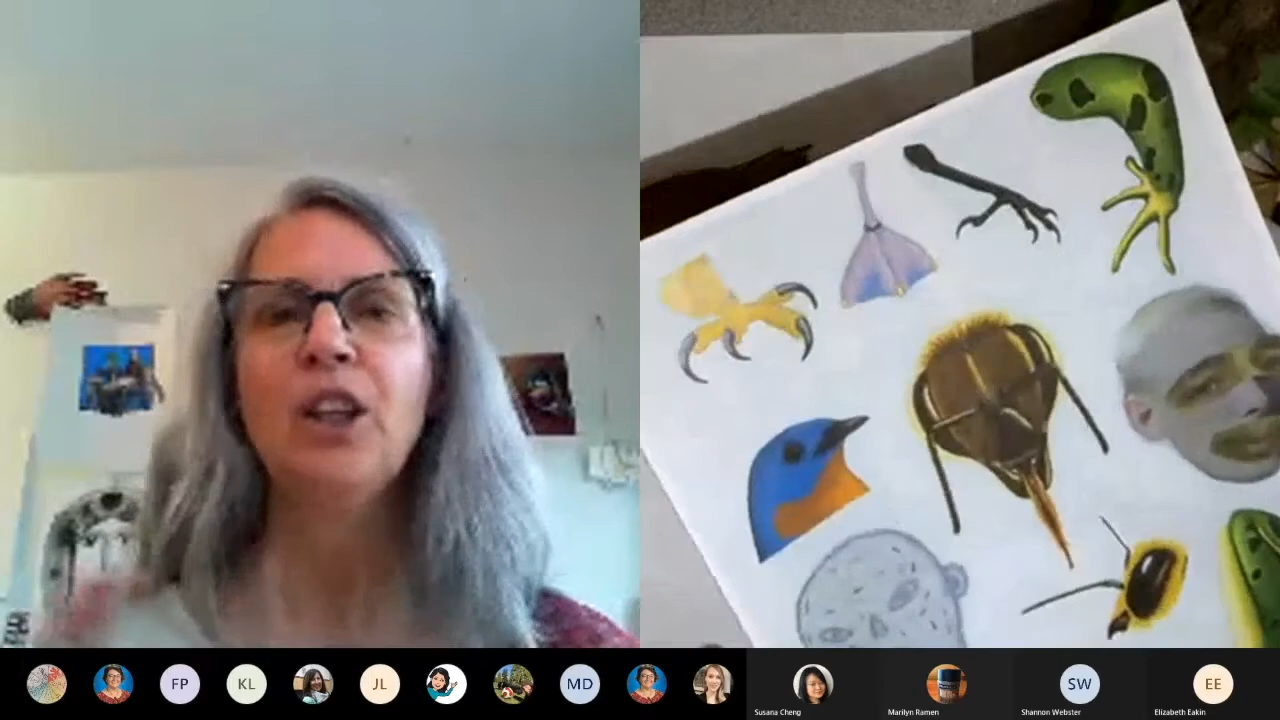 FP
KL
JL
MD
SW
EE
Susana Cheng
Marilyn Ramen
Shannon Webster
Elizabeth Eakin